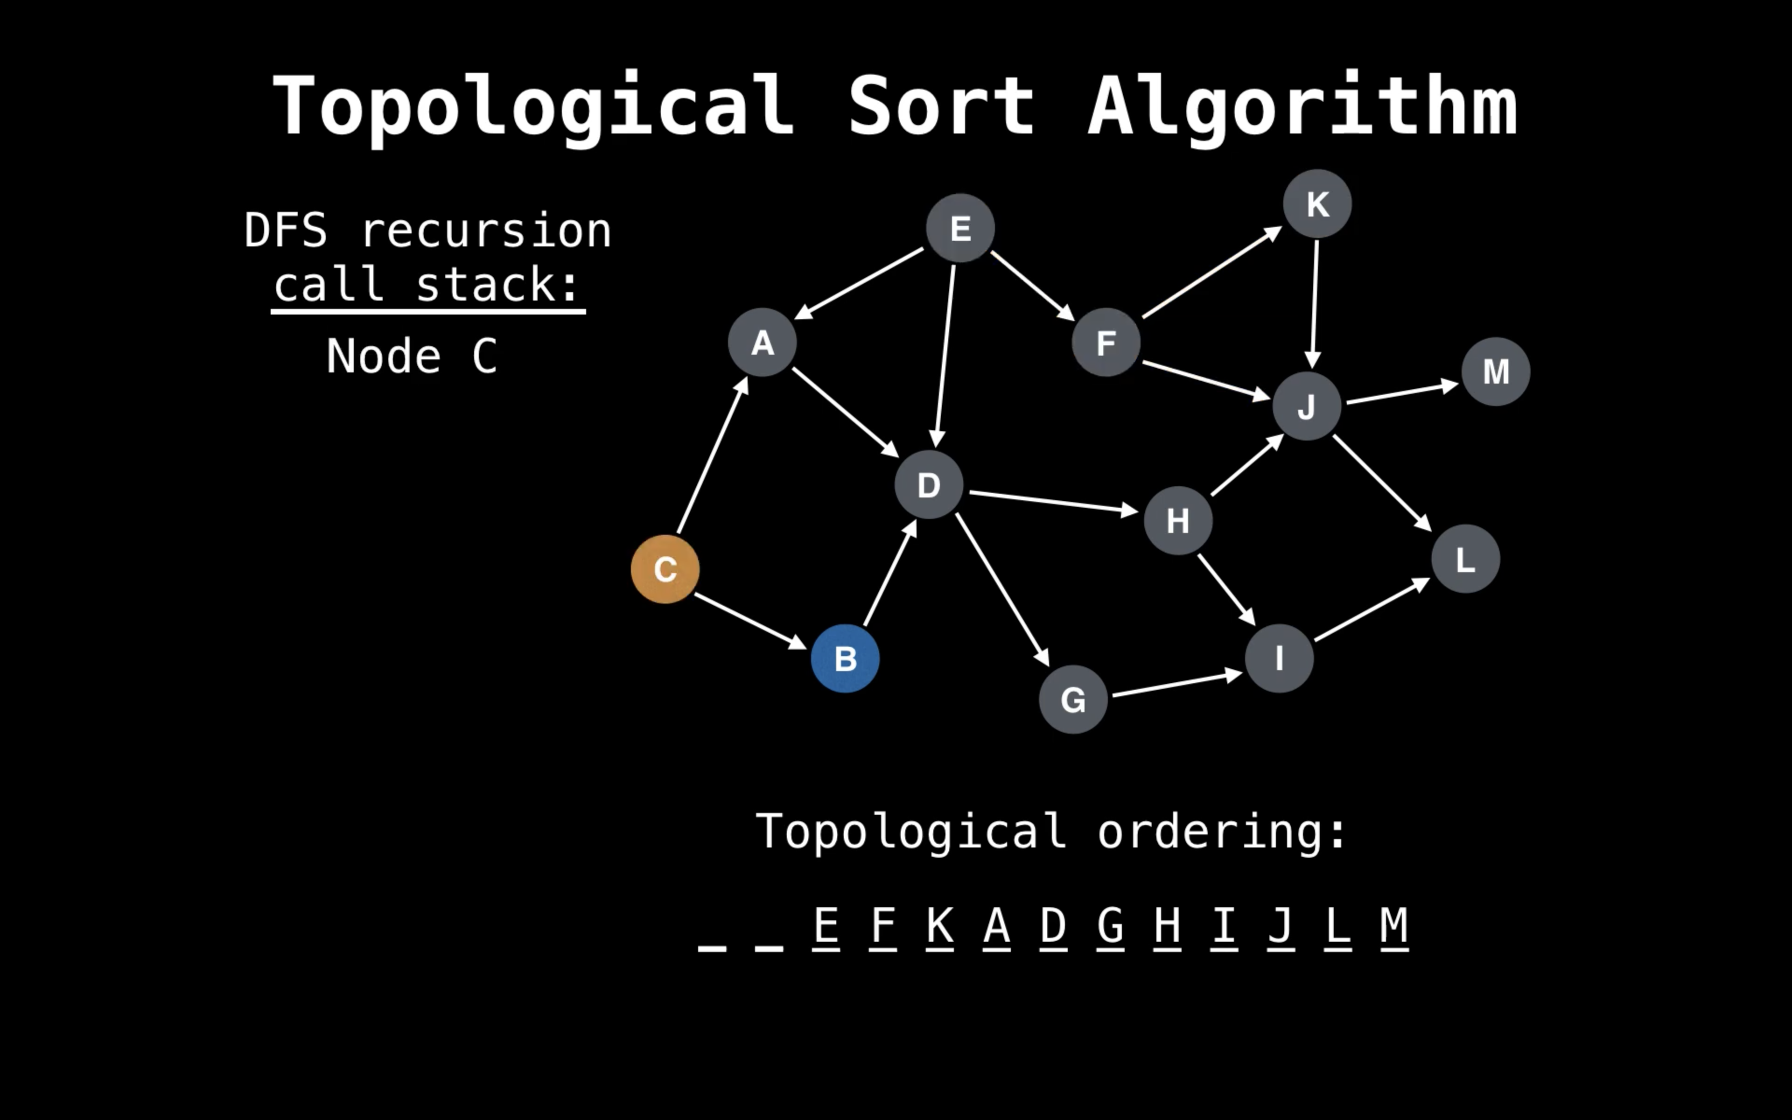 Topological Sort Algorithm
DFS recursion
call stack:
Node C
E
K
A
F
M
J
D
H
C
L
B
I
G
Topological ordering:
_ _ E F K A D G H I J L M